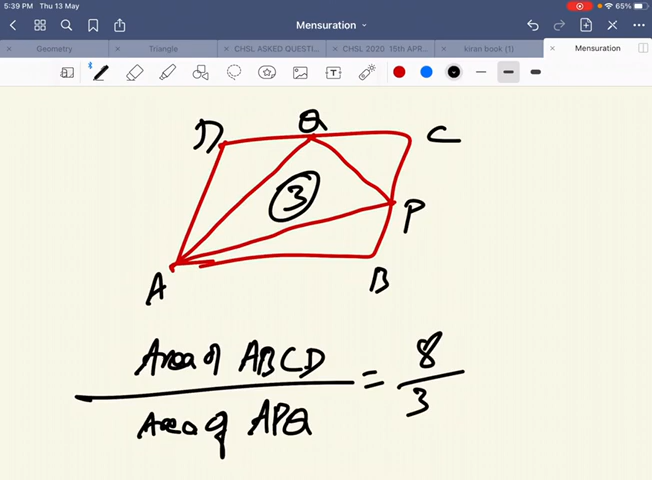 5:39 PM Thu 13 May
65%
Mensuration
Geometry
Triangle
CHSL ASKED QUESTI...
CHSL 2020 15th APR...
kiran book (1)
Mensuration
D Q C
3
P
A B
Area of ABCD = 8
Area of APQ 3